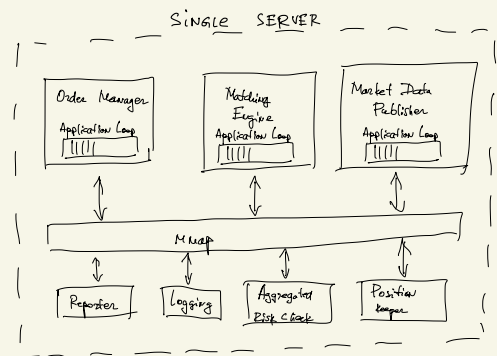 SINGLE SERVER
Order Manager
Application Loop
Matching
Engine
Application Loop
Market Data
Publisher
Application Loop
Mmap
Reporter
Logging
Aggregated
Risk Check
Position
Keeper